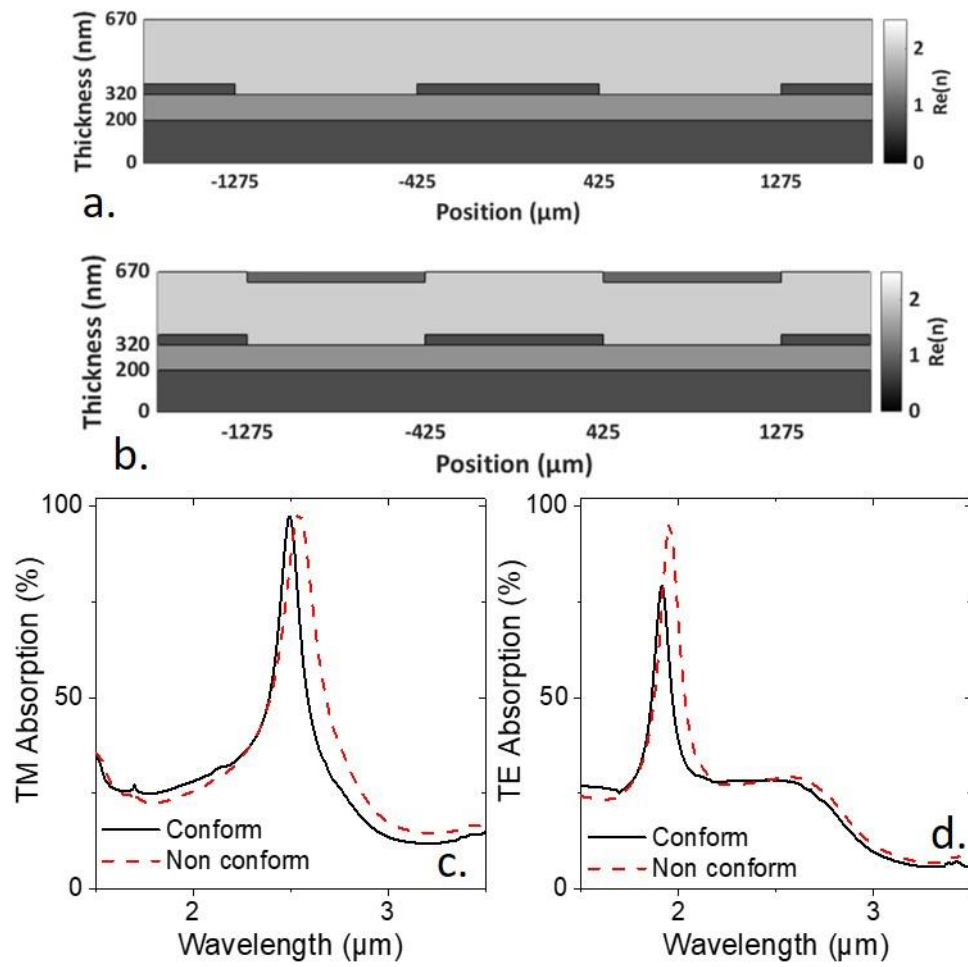 670
320
200
0
Thickness (nm)
-1275
-425
425
1275
Position (µm)
2
1
0
Re(n)
a.
670
320
200
0
Thickness (nm)
-1275
-425
425
1275
Position (µm)
2
1
0
Re(n)
b.
100
50
0
TM Absorption (%)
Conform
Non conform
c.
2
3
Wavelength (µm)
100
50
0
TE Absorption (%)
Conform
Non conform
d.
2
3
Wavelength (µm)